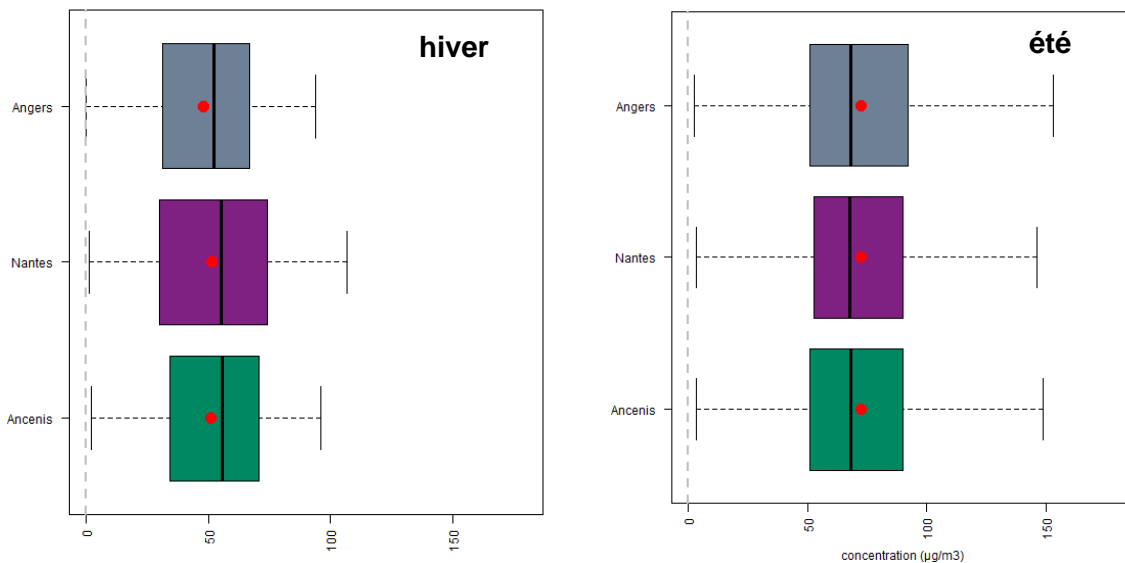 hiver
Angers
Nantes
Ancenis
0
50
100
150
été
Angers
Nantes
Ancenis
0
50
100
150
concentration (µg/m3)